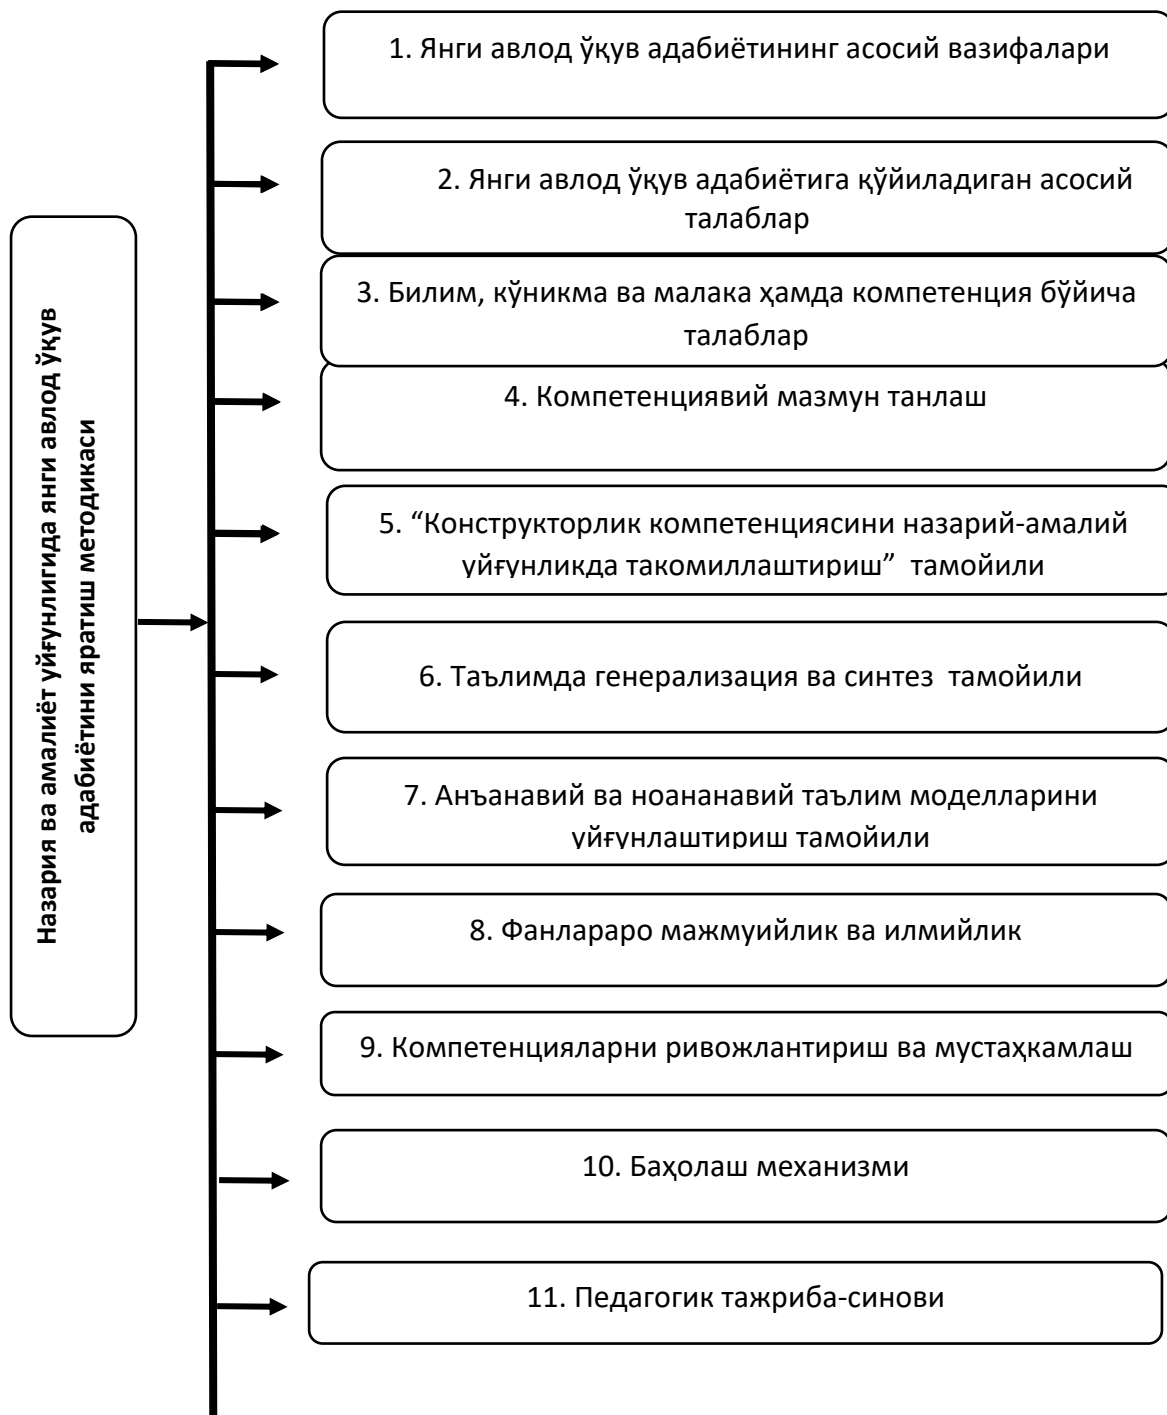 Назария ва амалиёт уйғунлигида янги авлод ўқув
адабиётини яратиш методикаси
1. Янги авлод ўқув адабиётининг асосий вазифалари
2. Янги авлод ўқув адабиётига қўйиладиган асосий
талаблар
3. Билим, кўникма ва малака ҳамда компетенция бўйича
талаблар
4. Компетенциявий мазмун танлаш
5. “Конструкторлик компетенциясини назарий-амалий
уйғунликда такомиллаштириш” тамойили
6. Таълимда генерализация ва синтез тамойили
7. Анъанавий ва ноананавий таълим моделларини
уйғунлаштириш тамойили
8. Фанлараро мажмуийлик ва илмийлик
9. Компетенцияларни ривожлантириш ва мустаҳкамлаш
10. Баҳолаш механизми
11. Педагогик тажриба-синови